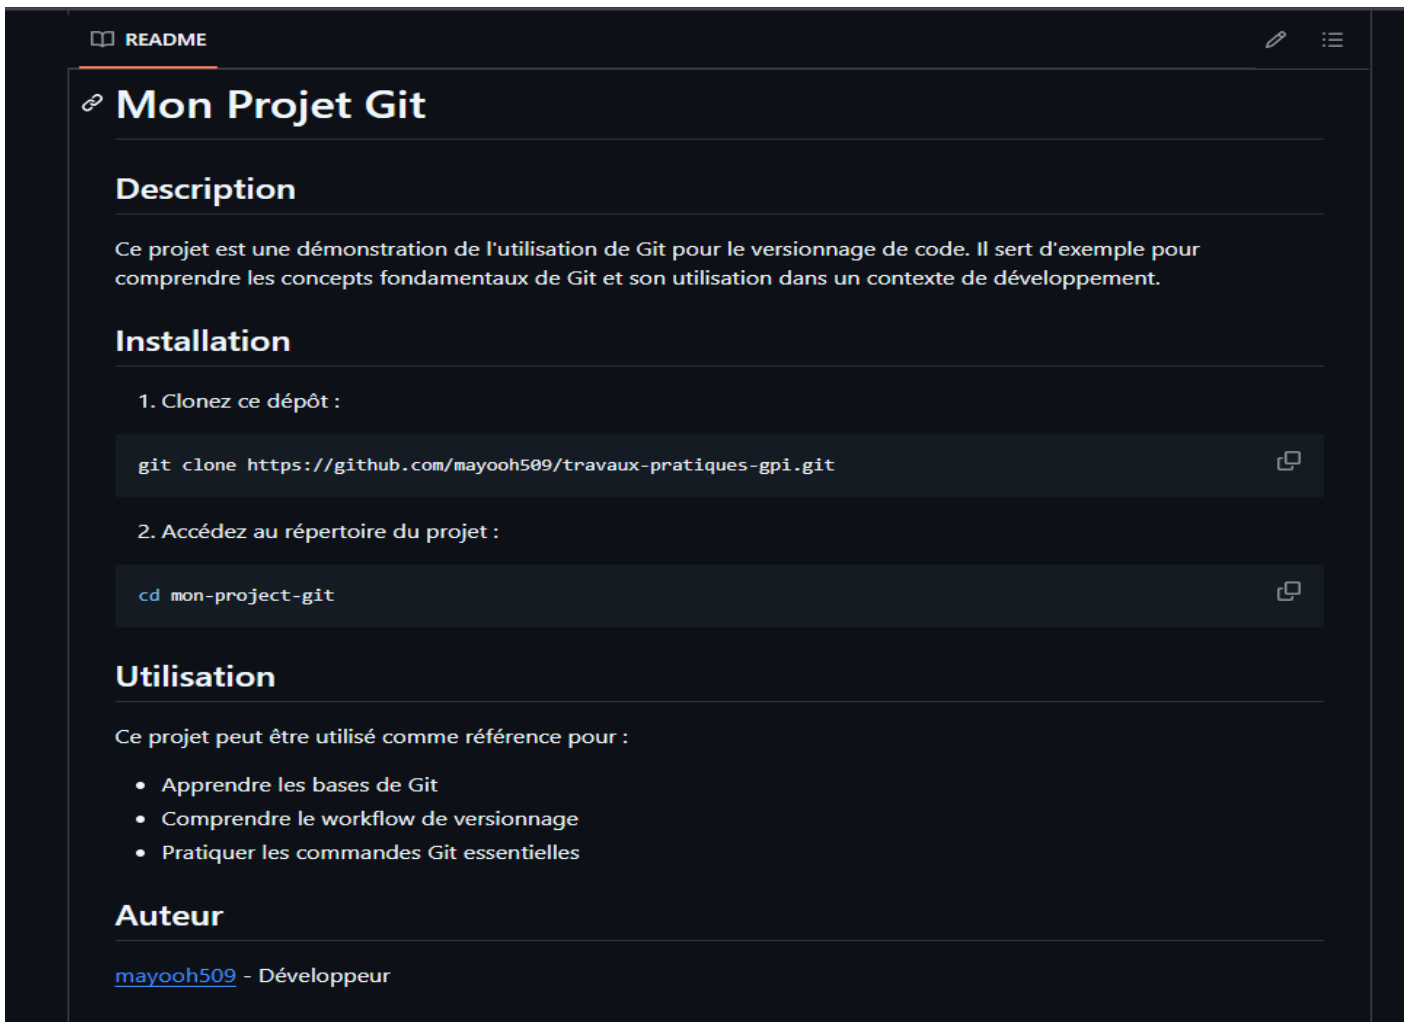 README
Mon Projet Git
Description
Ce projet est une démonstration de l'utilisation de Git pour le versionnage de code. Il sert d'exemple pour
comprendre les concepts fondamentaux de Git et son utilisation dans un contexte de développement.
Installation
1. Clonez ce dépôt :
git clone https://github.com/mayooh509/travaux-pratiques-gpi.git
2. Accédez au répertoire du projet :
cd mon-project-git
Utilisation
Ce projet peut être utilisé comme référence pour :
• Apprendre les bases de Git
• Comprendre le workflow de versionnage
• Pratiquer les commandes Git essentielles
Auteur
mayooh509 - Développeur